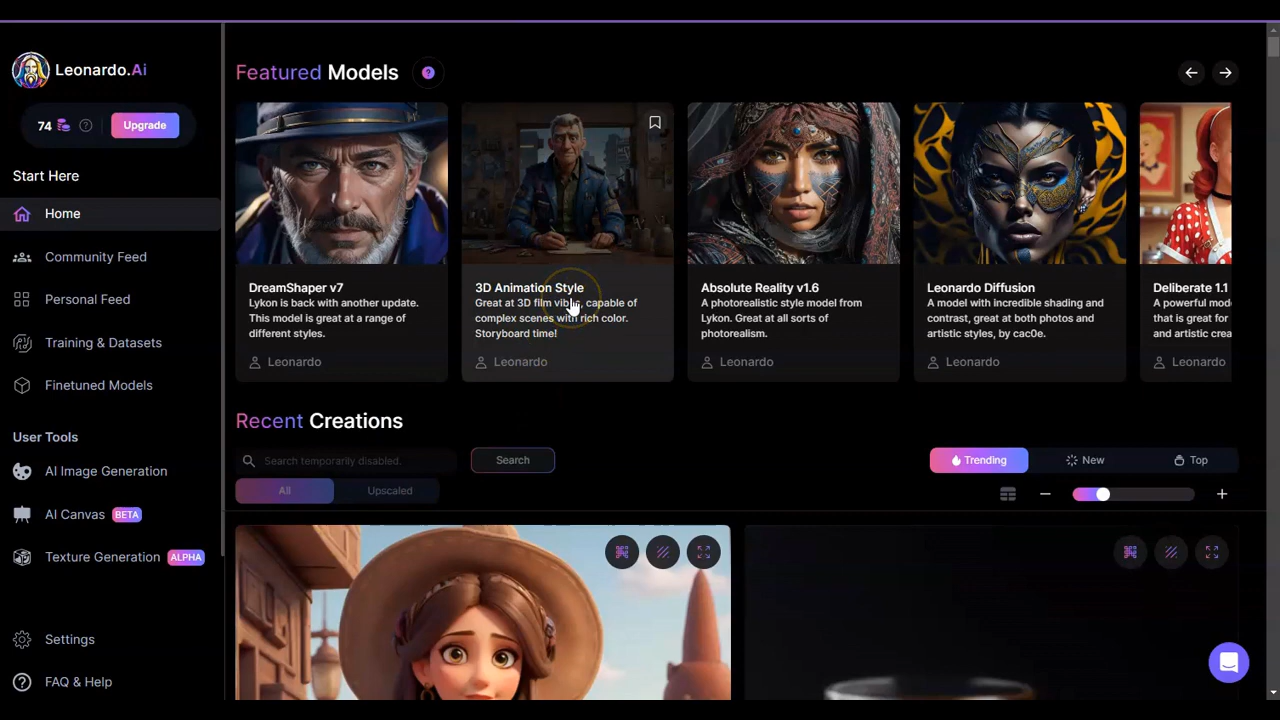 Leonardo.Ai
74 Upgrade
Start Here
Home
Community Feed
Personal Feed
Training & Datasets
Finetuned Models
User Tools
AI Image Generation
AI Canvas BETA
Texture Generation ALPHA
Settings
FAQ & Help
Featured Models
DreamShaper v7
Lykon is back with another update.
This model is great at a range of
different styles.
Leonardo
3D Animation Style
Great at 3D film vibes, capable of
complex scenes with rich color.
Storyboard time!
Leonardo
Absolute Reality v1.6
A photorealistic style model from
Lykon. Great at all sorts of
photorealism.
Leonardo
Leonardo Diffusion
A model with incredible shading and
contrast, great at both photos and
artistic styles, by cac0e.
Leonardo
Deliberate 1.1
A powerful
that is great for
and artistic
Leonardo
Recent Creations
Search temporarily disabled.
Search
Trending
New
Top
All
Upscaled